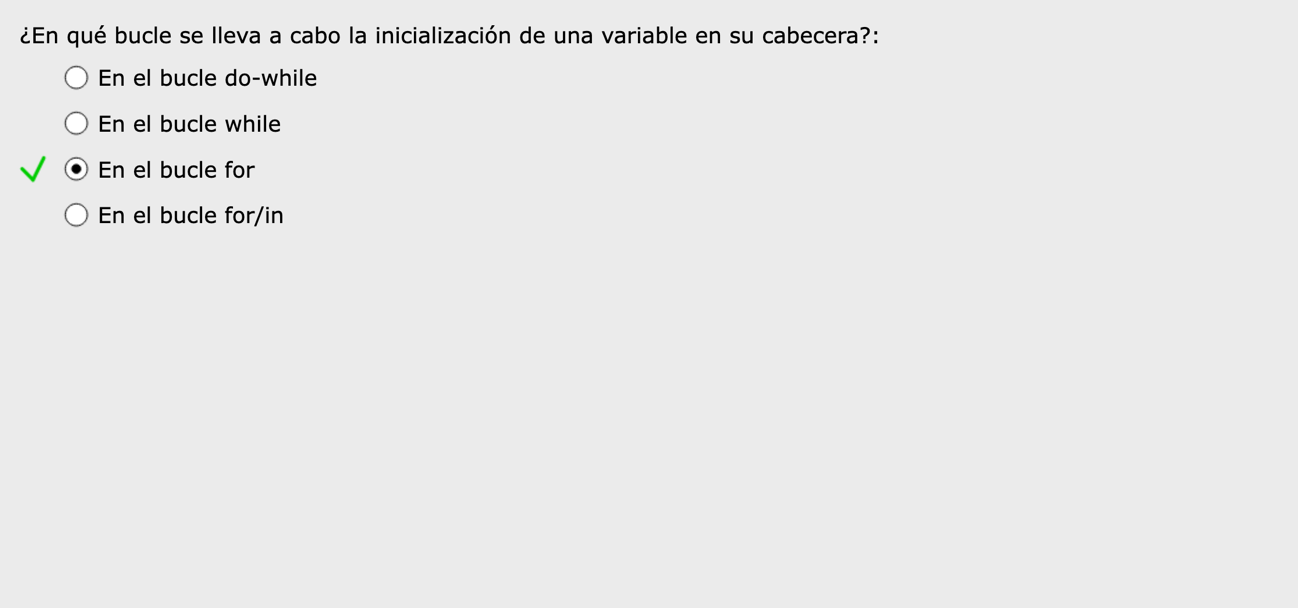 ¿En qué bucle se lleva a cabo la inicialización de una variable en su cabecera?:
En el bucle do-while
En el bucle while
En el bucle for
En el bucle for/in